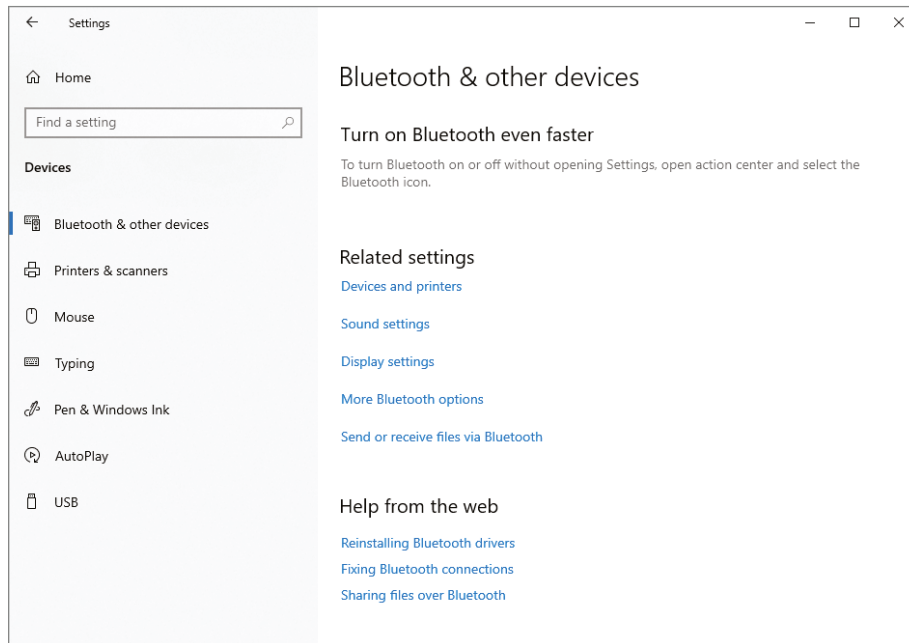 Settings
Home
Find a setting
Devices
Bluetooth & other devices
Printers & scanners
Mouse
Typing
Pen & Windows Ink
AutoPlay
USB
Bluetooth & other devices
Turn on Bluetooth even faster
To turn Bluetooth on or off without opening Settings, open action center and select the
Bluetooth icon.
Related settings
Devices and printers
Sound settings
Display settings
More Bluetooth options
Send or receive files via Bluetooth
Help from the web
Reinstalling Bluetooth drivers
Fixing Bluetooth connections
Sharing files over Bluetooth